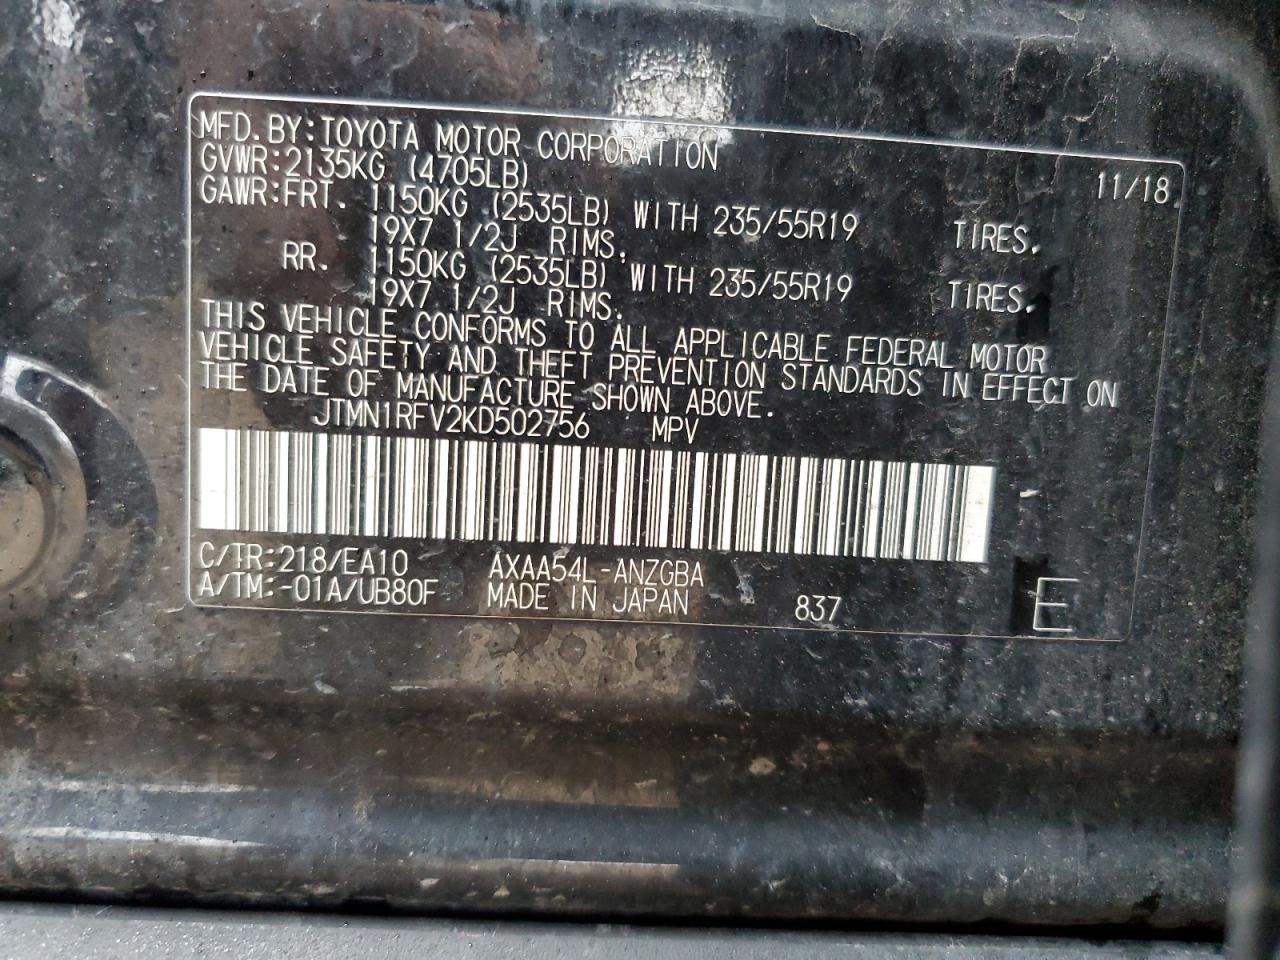 MFD.BY:TOYOTA MOTOR CORPORATION 11/18
GVWR:2135KG (4705LB)
GAWR:FRT. 1150KG (2535LB) WITH 235/55R19 TIRES,
19X7 1/2J RIMS,
RR. 1150KG (2535LB) WITH 235/55R19 TIRES,
19X7 1/2J RIMS.
THIS VEHICLE CONFORMS TO ALL APPLICABLE FEDERAL MOTOR
VEHICLE SAFETY AND THEFT PREVENTION STANDARDS IN EFFECT ON
THE DATE OF MANUFACTURE SHOWN ABOVE.
JTMN1RFV2KD502756 MPV
C/TR:218/EA10 AXAA54L-ANZGBA
A/TM:-01A/UB80F MADE IN JAPAN 837 E